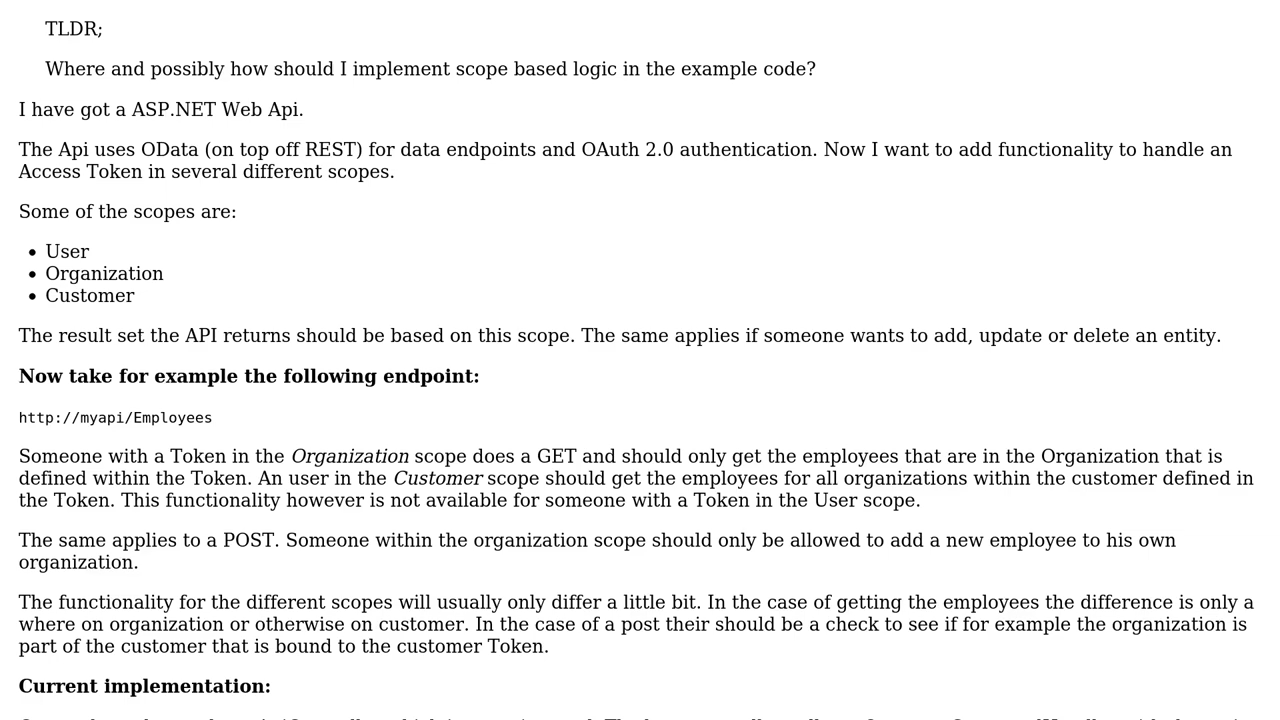 TLDR;
Where and possibly how should I implement scope based logic in the example code?
I have got a ASP.NET Web Api.
The Api uses OData (on top off REST) for data endpoints and OAuth 2.0 authentication. Now I want to add functionality to handle an
Access Token in several different scopes.
Some of the scopes are:
• User
• Organization
• Customer
The result set the API returns should be based on this scope. The same applies if someone wants to add, update or delete an entity.
Now take for example the following endpoint:
http://myapi/Employees
Someone with a Token in the Organization scope does a GET and should only get the employees that are in the Organization that is
defined within the Token. An user in the Customer scope should get the employees for all organizations within the customer defined in
the Token. This functionality however is not available for someone with a Token in the User scope.
The same applies to a POST. Someone within the organization scope should only be allowed to add a new employee to his own
organization.
The functionality for the different scopes will usually only differ a little bit. In the case of getting the employees the difference is only a
where on organization or otherwise on customer. In the case of a post their should be a check to see if for example the organization is
part of the customer that is bound to the customer Token.
Current implementation: